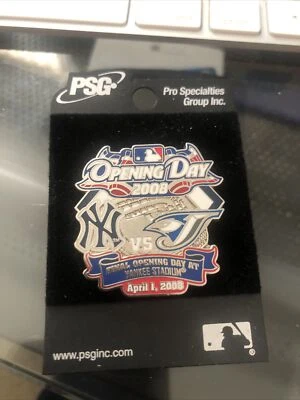 PSG®
Pro Specialties
Group Inc.
OPENING DAY
2008
NY
VS
FINAL OPENING DAY AT
YANKEE STADIUM®
April 1, 2008
www.psginc.com